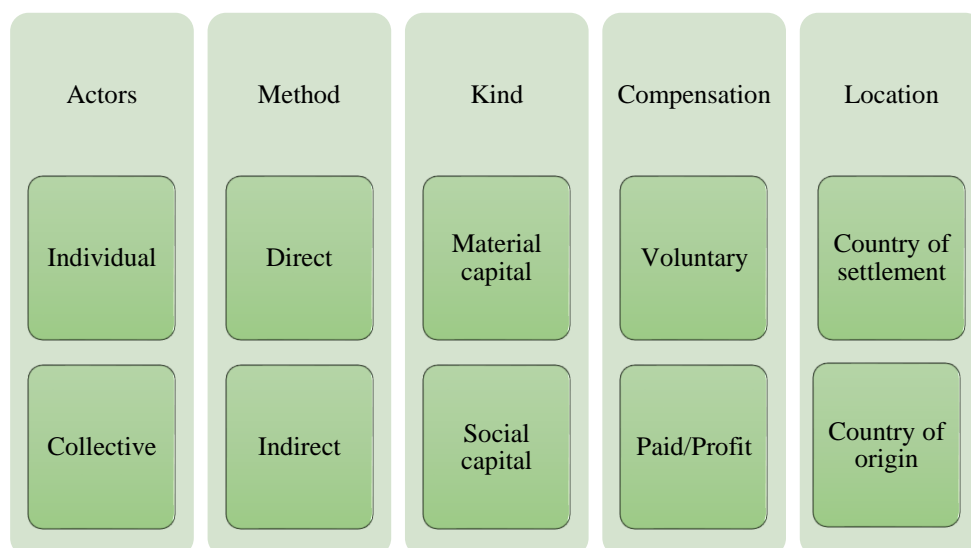 Actors
Method
Kind
Compensation
Location
Individual
Direct
Material
capital
Voluntary
Country of
settlement
Collective
Indirect
Social
capital
Paid/Profit
Country of
origin